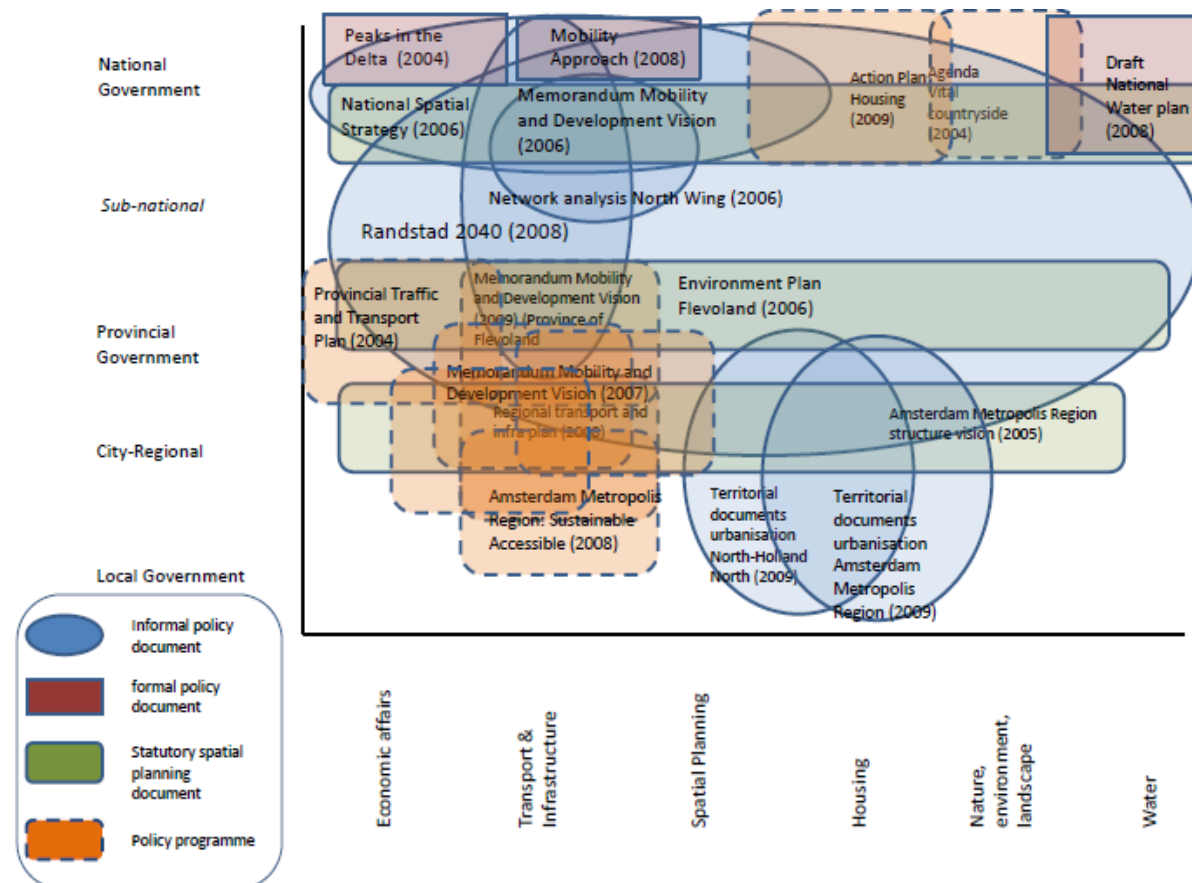 National
Government
Sub-national
Provincial
Government
City-Regional
Local Government
Peaks in the
Delta (2004)
Mobility
Approach (2008)
National Spatial
Strategy (2006)
Memorandum Mobility
and Development Vision
(2006)
Action Plan
Housing
(2009)
Agenda
Vital
countryside
(2004)
Draft
National
Water plan
(2008)
Network analysis North Wing (2006)
Randstad 2040 (2008)
Provincial Traffic
and Transport
Plan (2004)
Memorandum Mobility
and Development Vision
(2009) (Province of
Flevoland
Environment Plan
Flevoland (2006)
Memorandum Mobility and
Development Vision (2007)
Regional transport and
infra plan
Amsterdam Metropolis Region
structure vision (2005)
Amsterdam Metropolis
Region: Sustainable
Accessible (2008)
Territorial
documents
urbanisation
North-Holland
North (2009)
Territorial
documents
urbanisation
Amsterdam
Metropolis
Region (2009)
Informal policy
document
formal policy
document
Statutory spatial
planning
document
Policy programme
Economic affairs
Transport &
Infrastructure
Spatial Planning
Housing
Nature,
environment,
landscape
Water